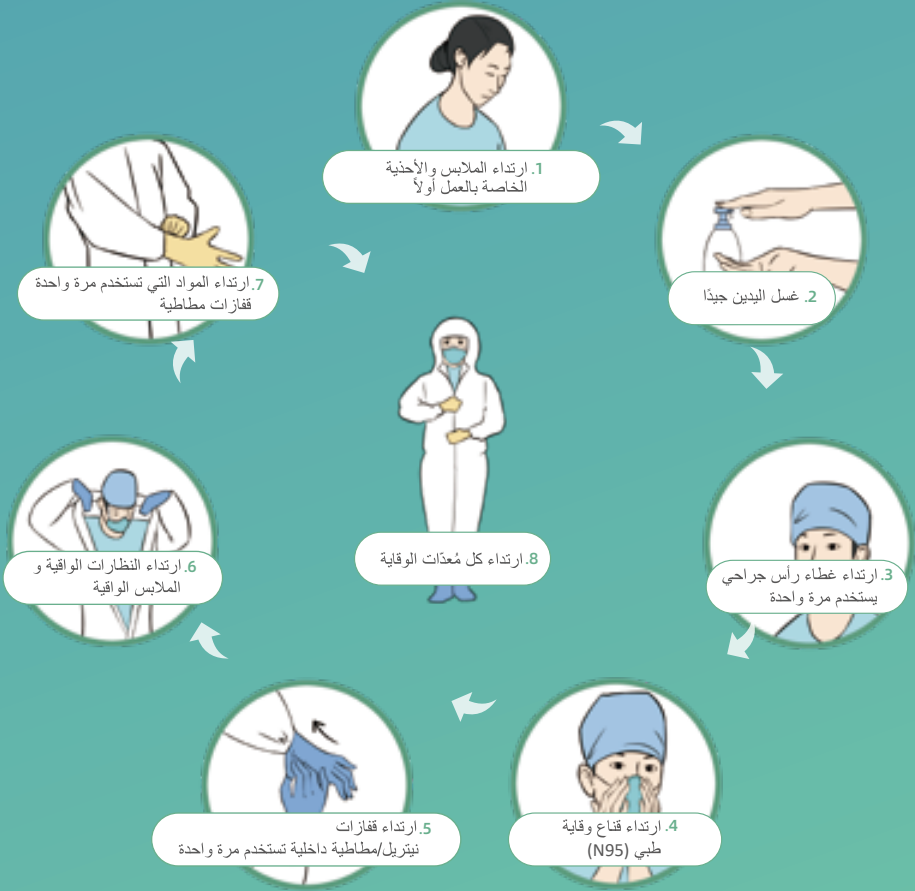 1. ارتداء الملابس والأحذية
الخاصة بالعمل أولاً
2. غسل اليدين جيدًا
3. ارتداء غطاء رأس جراحي
يستخدم مرة واحدة
4. ارتداء قناع وقاية
طبي (N95)
5. ارتداء قفازات
نيتريل/مطاطية داخلية تستخدم مرة واحدة
6. ارتداء النظارات الواقية و
الملابس الواقية
7. ارتداء المواد التي تستخدم مرة واحدة
قفازات مطاطية
8. ارتداء كل مُعدّات الوقاية